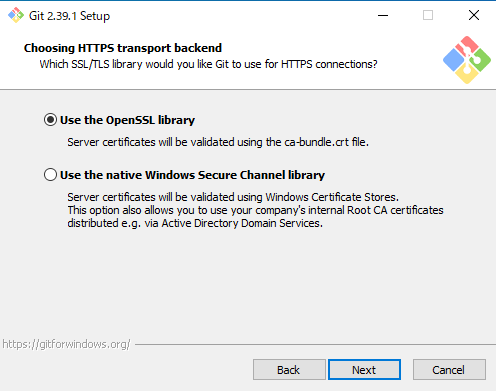 Git 2.39.1 Setup
Choosing HTTPS transport backend
Which SSL/TLS library would you like Git to use for HTTPS connections?
Use the OpenSSL library
Server certificates will be validated using the ca-bundle.crt file.
Use the native Windows Secure Channel library
Server certificates will be validated using Windows Certificate Stores.
This option also allows you to use your company's internal Root CA certificates
distributed e.g. via Active Directory Domain Services.
https://gitforwindows.org/
Back
Next
Cancel